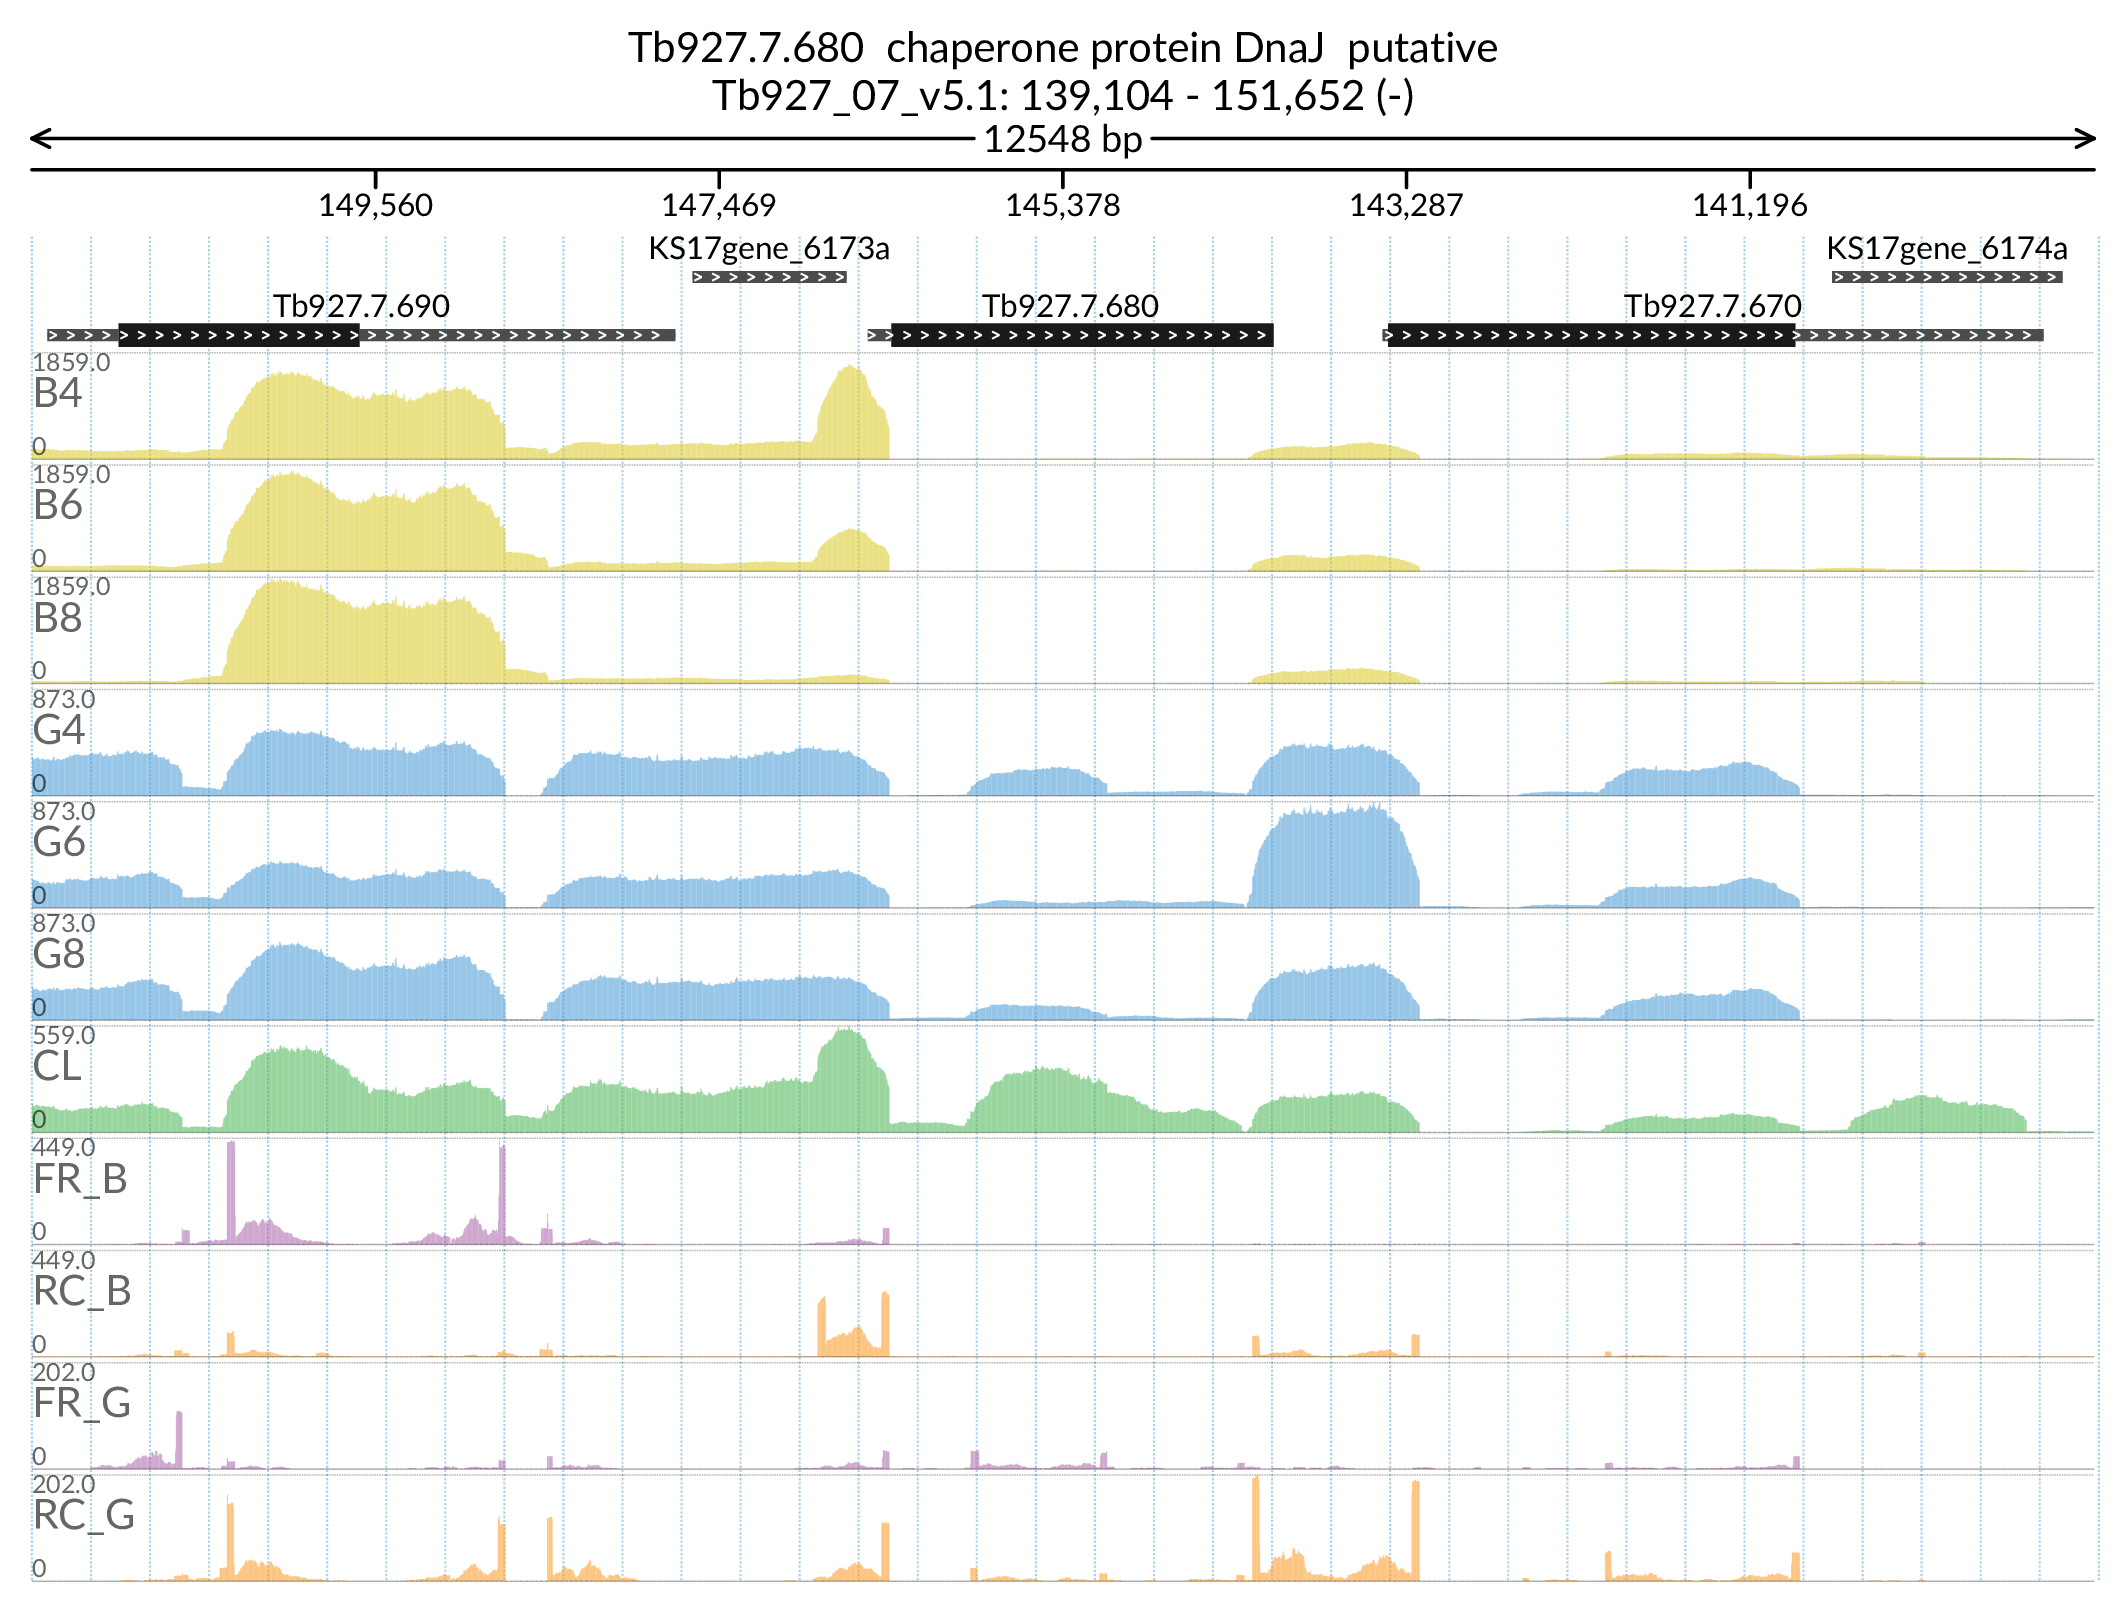 Tb927.7.680  chaperone protein DnaJ  putative
Tb927_07_v5.1: 139,104 - 151,652 (-)
12548 bp
149,560 147,469 145,378 143,287 141,196
KS17gene_6173a KS17gene_6174a
Tb927.7.690 Tb927.7.680 Tb927.7.670
1859.0
B4
0
1859.0
B6
0
1859.0
B8
0
873.0
G4
0
873.0
G6
0
873.0
G8
0
559.0
CL
0
449.0
FR_B
0
449.0
RC_B
0
202.0
FR_G
0
202.0
RC_G
0